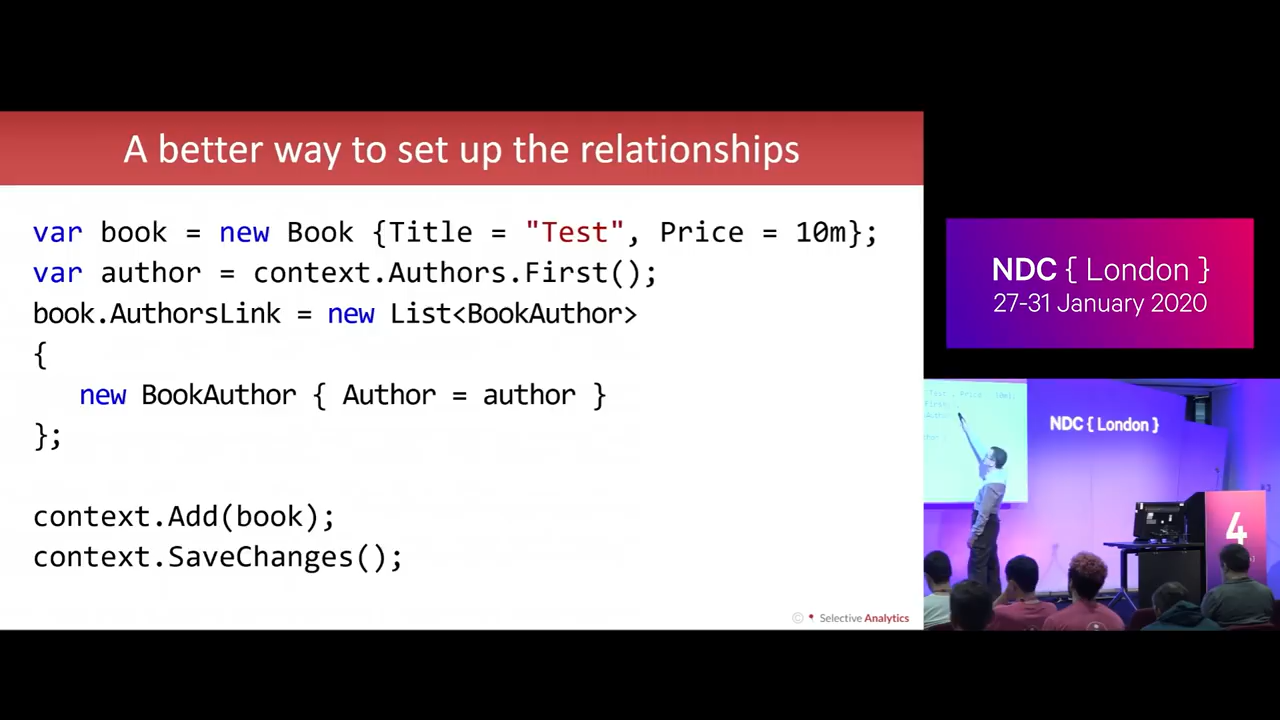 A better way to set up the relationships
var book = new Book {Title = "Test", Price = 10m};
var author = context.Authors.First();
book.AuthorsLink = new List<BookAuthor>
{
new BookAuthor { Author = author }
};
context.Add(book);
context.SaveChanges();
© Selective Analytics
NDC { London }
27-31 January 2020
NDC { London }
4